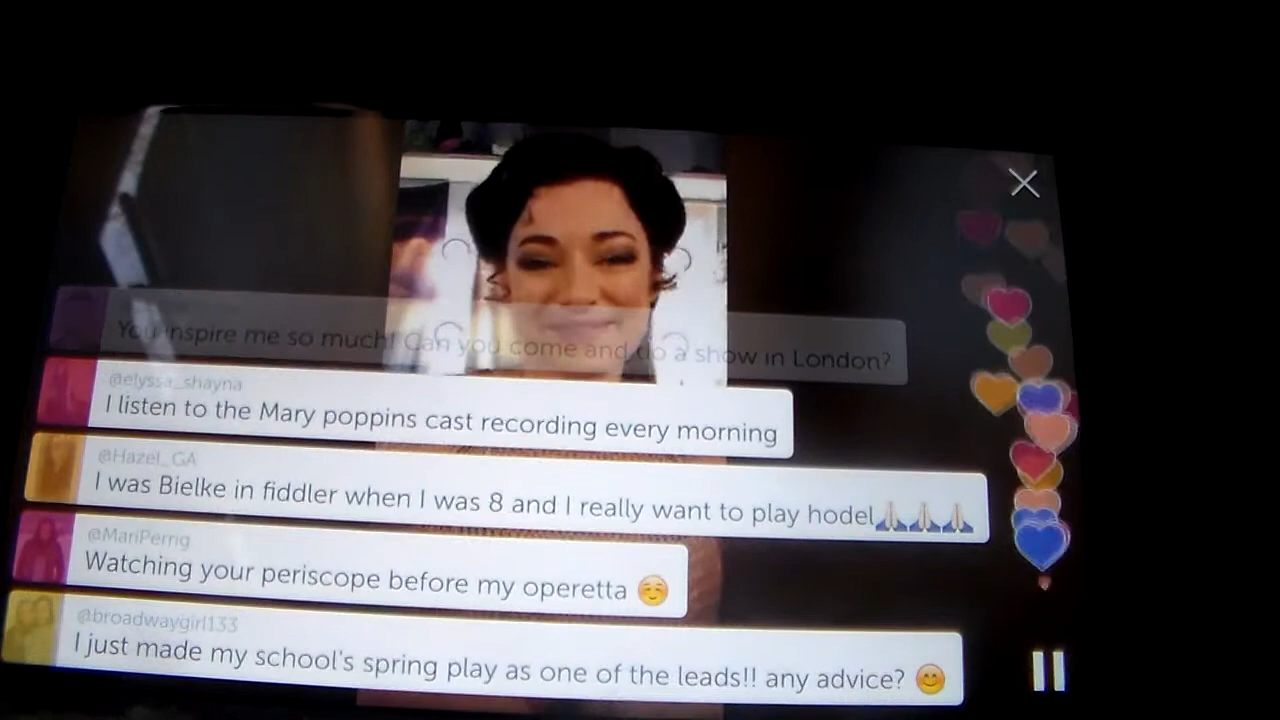 You inspire me so much! Can you come and do a show in London?
@elyssa_shayna
I listen to the Mary poppins cast recording every morning
@Hazel_GA
I was Bielke in fiddler when I was 8 and I really want to play hodel🙏🏻🙏🏻🙏🏻
@MariPerrig
Watching your periscope before my operetta ☺️
@broadwaygirl133
I just made my school's spring play as one of the leads!! any advice? 😊